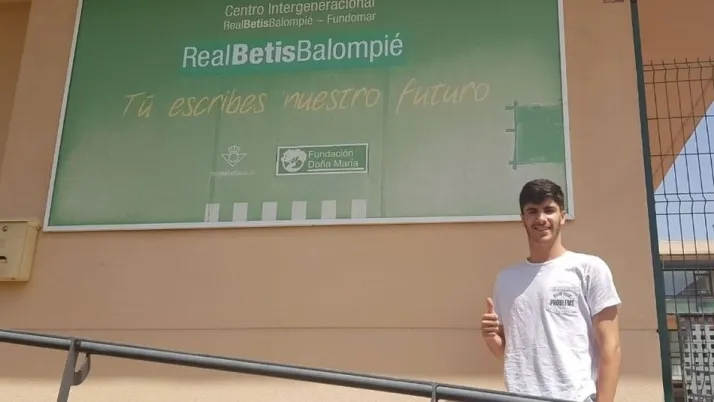 Centro Intergeneracional
RealBetisBalompié – Fundomar
RealBetisBalompié
Tú escribes nuestro futuro
Fundación
Doña María
PROBLEMS